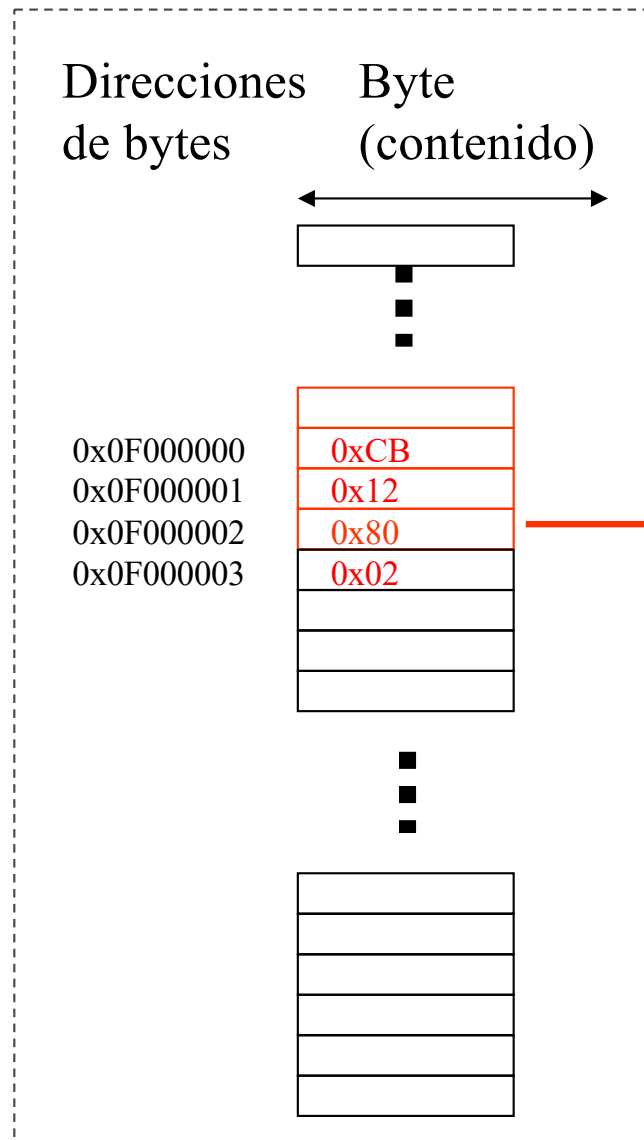 Direcciones Byte
de bytes (contenido)
0x0F000000 0xCB
0x0F000001 0x12
0x0F000002 0x80
0x0F000003 0x02